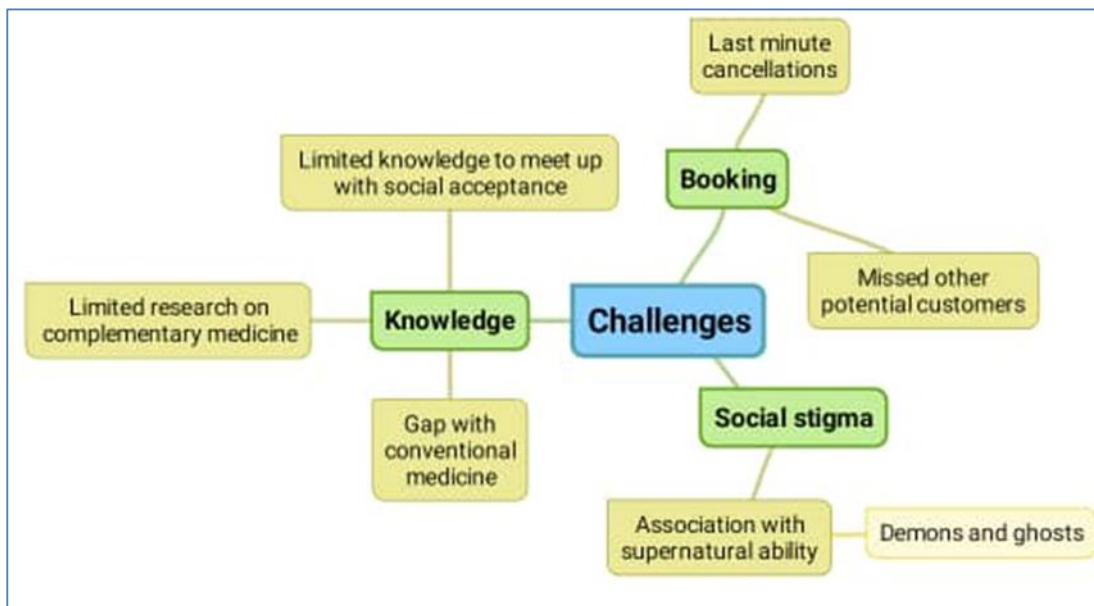 Last minute
cancellations
Booking
Missed other
potential customers
Limited knowledge to meet up
with social acceptance
Limited research on
complementary medicine
Knowledge
Gap with
conventional
medicine
Challenges
Social stigma
Association with
supernatural ability
Demons and ghosts